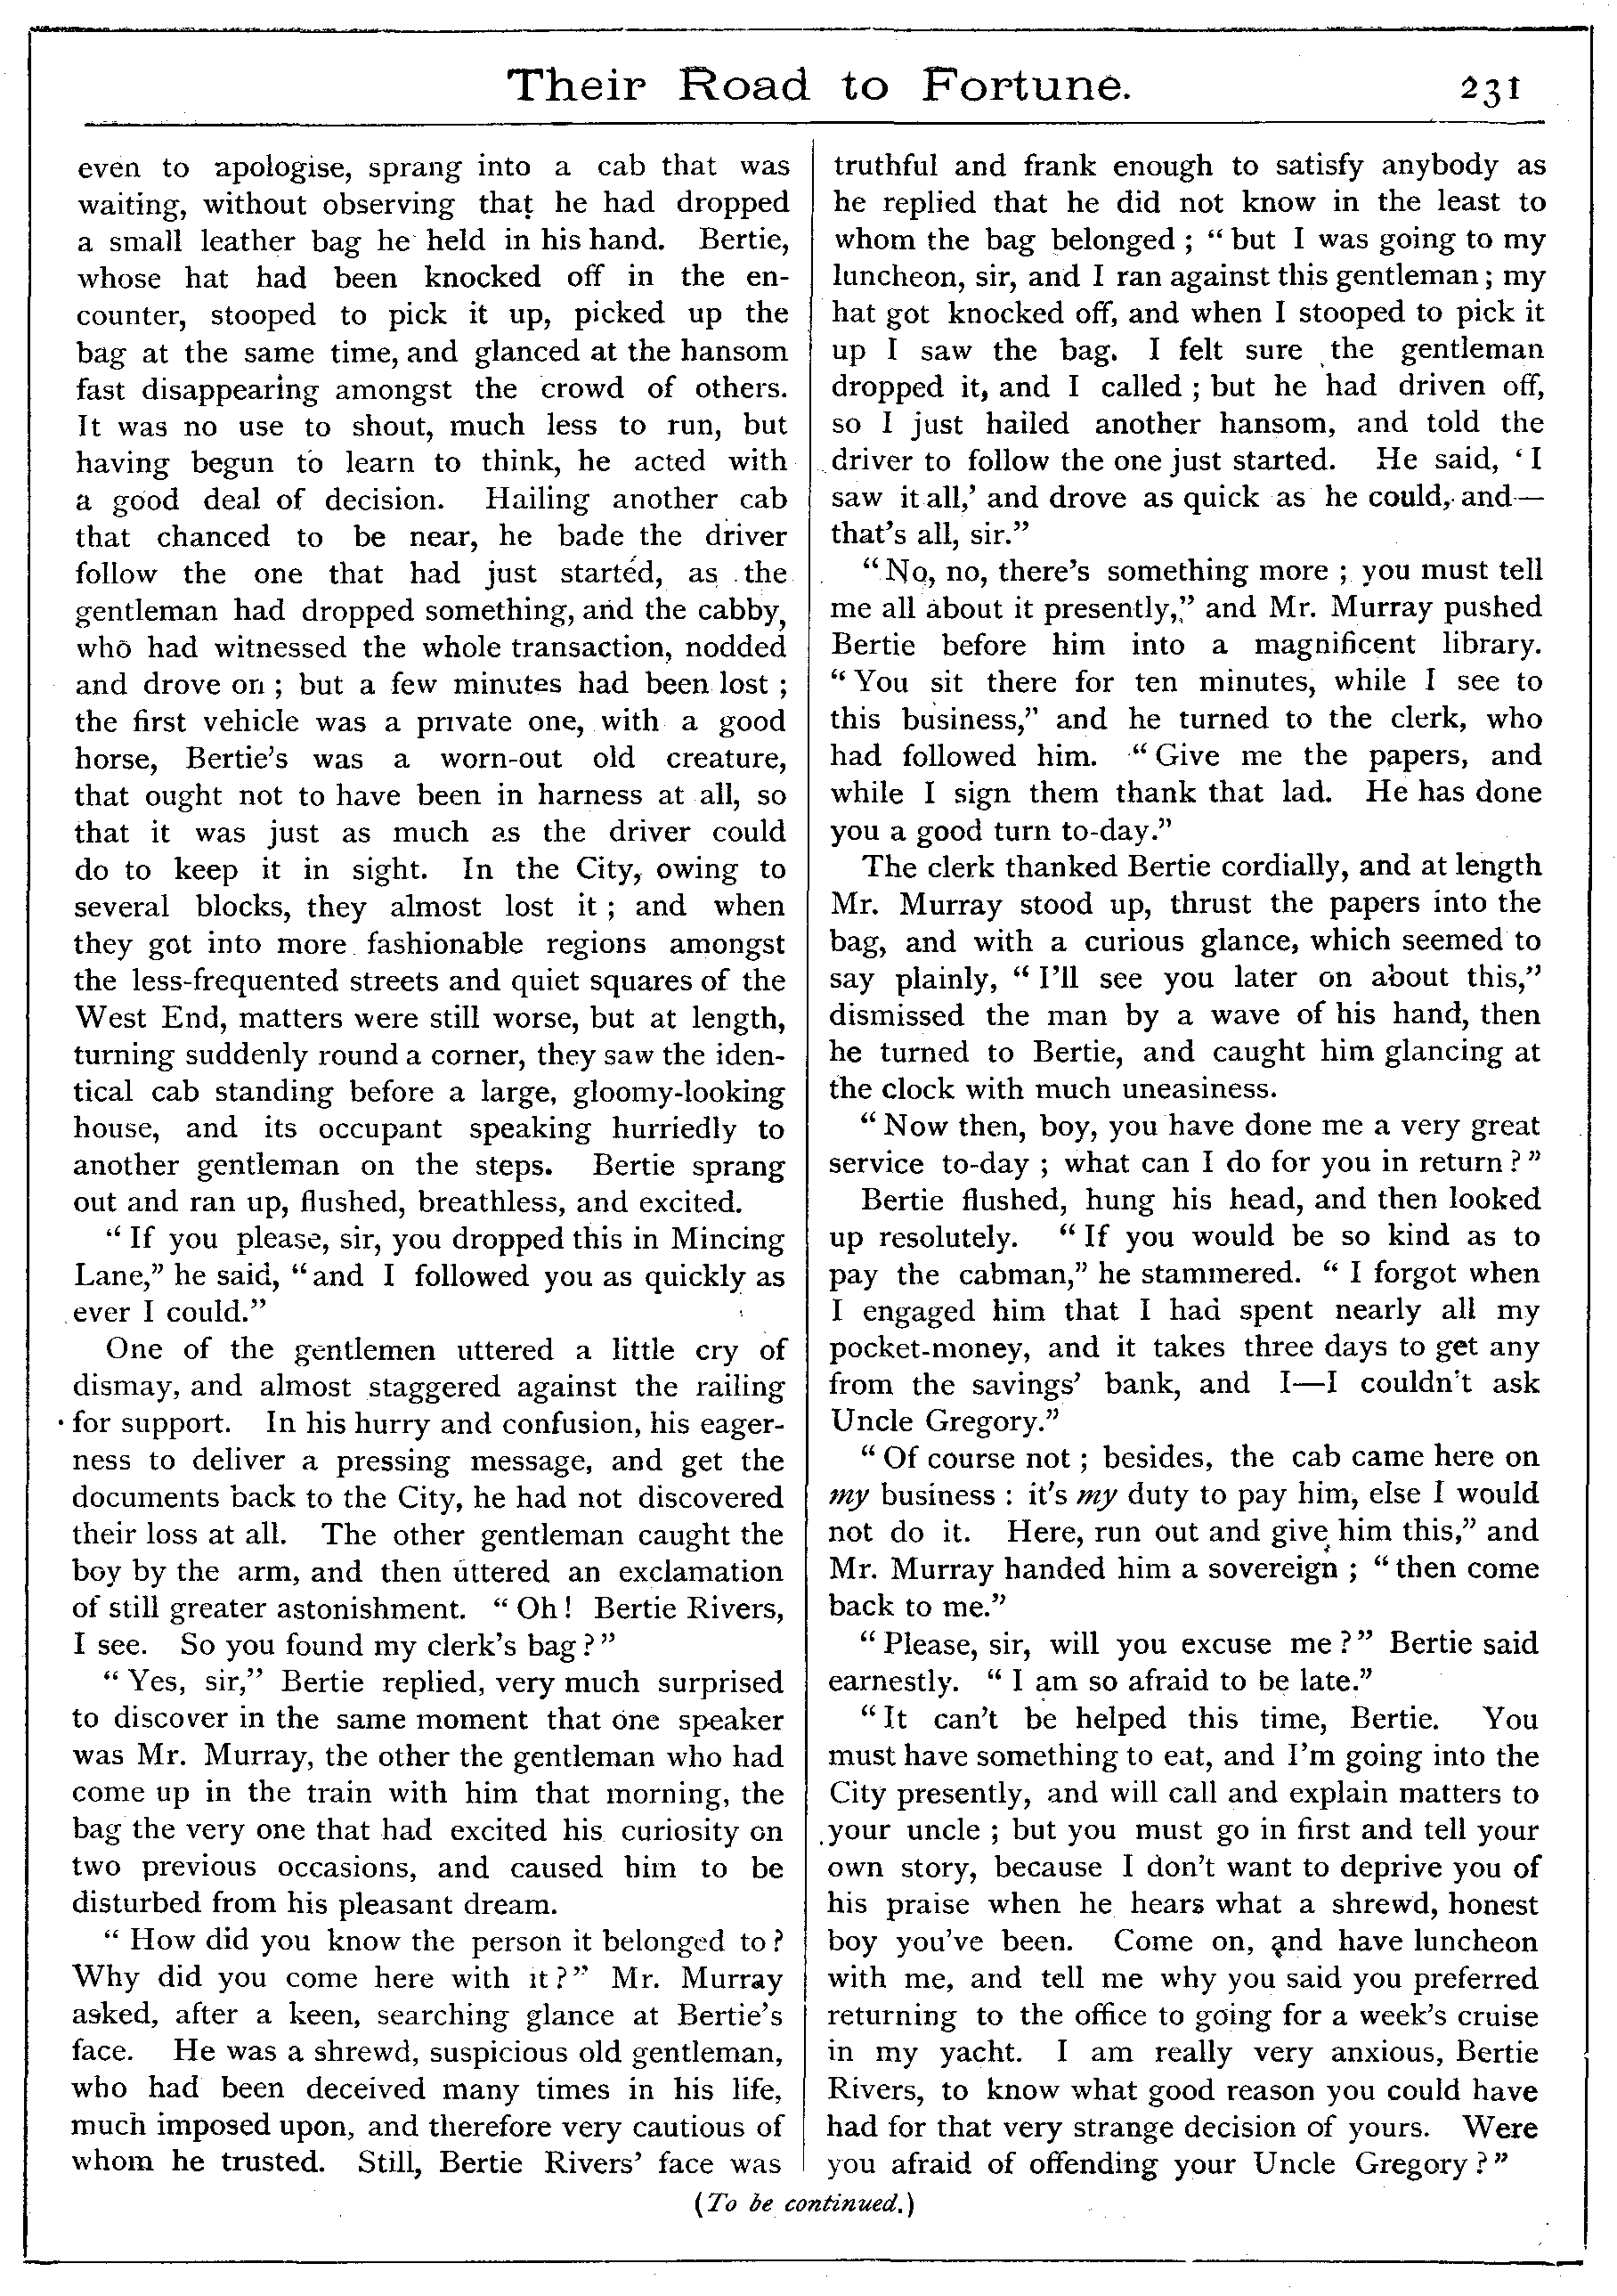 Their Road to Fortune.
231
even to apologise, sprang into a cab that was
waiting, without observing that he had dropped
a small leather bag he held in his hand. Bertie,
whose hat had been knocked off in the en-
counter, stooped to pick it up, picked up the
bag at the same time, and glanced at the hansom
fast disappearing amongst the crowd of others.
It was no use to shout, much less to run, but
having begun to learn to think, he acted with
a good deal of decision. Hailing another cab
that chanced to be near, he bade the driver
follow the one that had just started, as the
gentleman had dropped something, and the cabby,
who had witnessed the whole transaction, nodded
and drove on ; but a few minutes had been lost ;
the first vehicle was a private one, with a good
horse, Bertie's was a worn-out old creature,
that ought not to have been in harness at all, so
that it was just as much as the driver could
do to keep it in sight. In the City, owing to
several blocks, they almost lost it ; and when
they got into more fashionable regions amongst
the less-frequented streets and quiet squares of the
West End, matters were still worse, but at length,
turning suddenly round a corner, they saw the iden-
tical cab standing before a large, gloomy-looking
house, and its occupant speaking hurriedly to
another gentleman on the steps. Bertie sprang
out and ran up, flushed, breathless, and excited.
“ If you please, sir, you dropped this in Mincing
Lane,” he said, “ and I followed you as quickly as
ever I could.”
One of the gentlemen uttered a little cry of
dismay, and almost staggered against the railing
for support. In his hurry and confusion, his eager-
ness to deliver a pressing message, and get the
documents back to the City, he had not discovered
their loss at all. The other gentleman caught the
boy by the arm, and then uttered an exclamation
of still greater astonishment. “ Oh ! Bertie Rivers,
I see. So you found my clerk's bag ? ”
“ Yes, sir,” Bertie replied, very much surprised
to discover in the same moment that one speaker
was Mr. Murray, the other the gentleman who had
come up in the train with him that morning, the
bag the very one that had excited his curiosity on
two previous occasions, and caused him to be
disturbed from his pleasant dream.
“ How did you know the person it belonged to ?
Why did you come here with it ? ” Mr. Murray
asked, after a keen, searching glance at Bertie's
face. He was a shrewd, suspicious old gentleman,
who had been deceived many times in his life,
much imposed upon, and therefore very cautious of
whom he trusted. Still, Bertie Rivers' face was
truthful and frank enough to satisfy anybody as
he replied that he did not know in the least to
whom the bag belonged ; “ but I was going to my
luncheon, sir, and I ran against this gentleman ; my
hat got knocked off, and when I stooped to pick it
up I saw the bag. I felt sure the gentleman
dropped it, and I called ; but he had driven off,
so I just hailed another hansom, and told the
driver to follow the one just started. He said, ‘ I
saw it all,’ and drove as quick as he could, and—
that's all, sir.”
“ No, no, there's something more ; you must tell
me all about it presently,” and Mr. Murray pushed
Bertie before him into a magnificent library.
“ You sit there for ten minutes, while I see to
this business,” and he turned to the clerk, who
had followed him. “ Give me the papers, and
while I sign them thank that lad. He has done
you a good turn to-day.”
The clerk thanked Bertie cordially, and at length
Mr. Murray stood up, thrust the papers into the
bag, and with a curious glance, which seemed to
say plainly, “ I'll see you later on about this,”
dismissed the man by a wave of his hand, then
he turned to Bertie, and caught him glancing at
the clock with much uneasiness.
“ Now then, boy, you have done me a very great
service to-day ; what can I do for you in return ? ”
Bertie flushed, hung his head, and then looked
up resolutely. “ If you would be so kind as to
pay the cabman,” he stammered. “ I forgot when
I engaged him that I had spent nearly all my
pocket-money, and it takes three days to get any
from the savings' bank, and I—I couldn't ask
Uncle Gregory.”
“ Of course not ; besides, the cab came here on
my business : it's my duty to pay him, else I would
not do it. Here, run out and give him this,” and
Mr. Murray handed him a sovereign ; “ then come
back to me.”
“ Please, sir, will you excuse me ? ” Bertie said
earnestly. “ I am so afraid to be late.”
“ It can't be helped this time, Bertie. You
must have something to eat, and I'm going into the
City presently, and will call and explain matters to
your uncle ; but you must go in first and tell your
own story, because I don't want to deprive you of
his praise when he hears what a shrewd, honest
boy you've been. Come on, and have luncheon
with me, and tell me why you said you preferred
returning to the office to going for a week's cruise
in my yacht. I am really very anxious, Bertie
Rivers, to know what good reason you could have
had for that very strange decision of yours. Were
you afraid of offending your Uncle Gregory ? ”
(To be continued.)